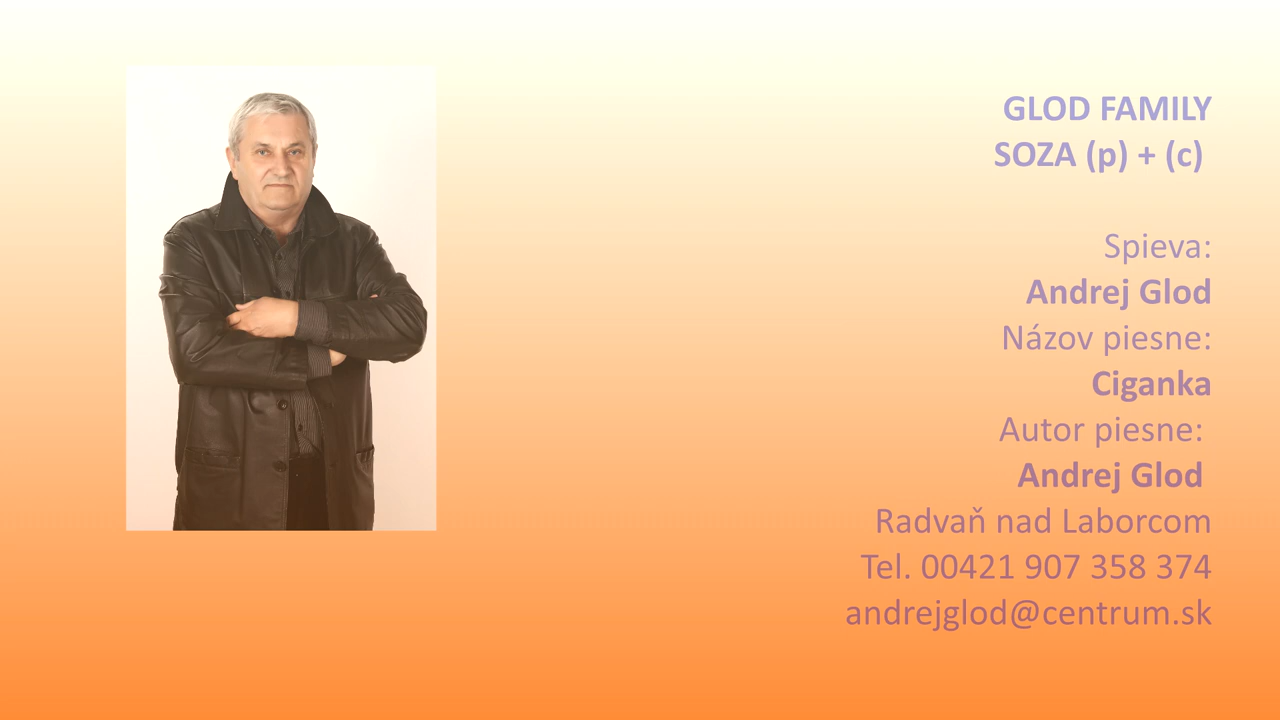 GLOD FAMILY
SOZA (p) + (c)
Spieva:
Andrej Glod
Názov piesne:
Ciganka
Autor piesne:
Andrej Glod
Radvaň nad Laborcom
Tel. 00421 907 358 374
andrejglod@centrum.sk